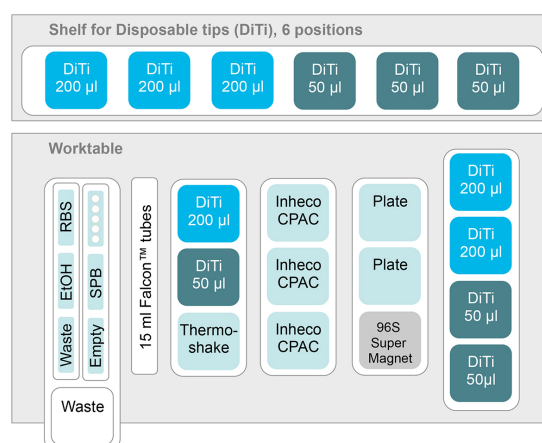 Shelf for Disposable tips (DiTi), 6 positions
DiTi
200 µl
DiTi
200 µl
DiTi
200 µl
DiTi
50 µl
DiTi
50 µl
DiTi
50 µl
Worktable
RBS
EtOH
SPB
Waste
Empty
Waste
15 ml Falcon™ tubes
DiTi
200 µl
DiTi
50 µl
Thermo-
shake
Inheco
CPAC
Inheco
CPAC
Inheco
CPAC
Plate
Plate
96S
Super
Magnet
DiTi
200 µl
DiTi
200 µl
DiTi
50 µl
DiTi
50µl